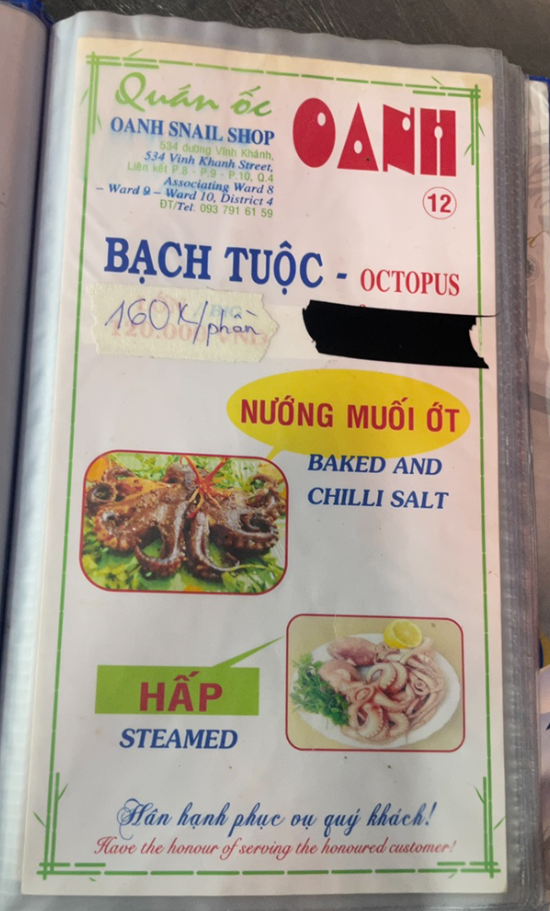 Quán ốc
OANH
OANH SNAIL SHOP
534 đường Vĩnh Khánh,
534 Vinh Khanh Street,
Liên kết P.8 - P.9 - P.10, Q.4
Associating Ward 8
– Ward 9 – Ward 10, District 4
ĐT/Tel. 093 791 61 59
12
BẠCH TUỘC - OCTOPUS
160K/phần
NƯỚNG MUỐI ỚT
BAKED AND
CHILLI SALT
HẤP
STEAMED
Hân hạnh phục vụ quý khách!
Have the honour of serving the honoured customer!